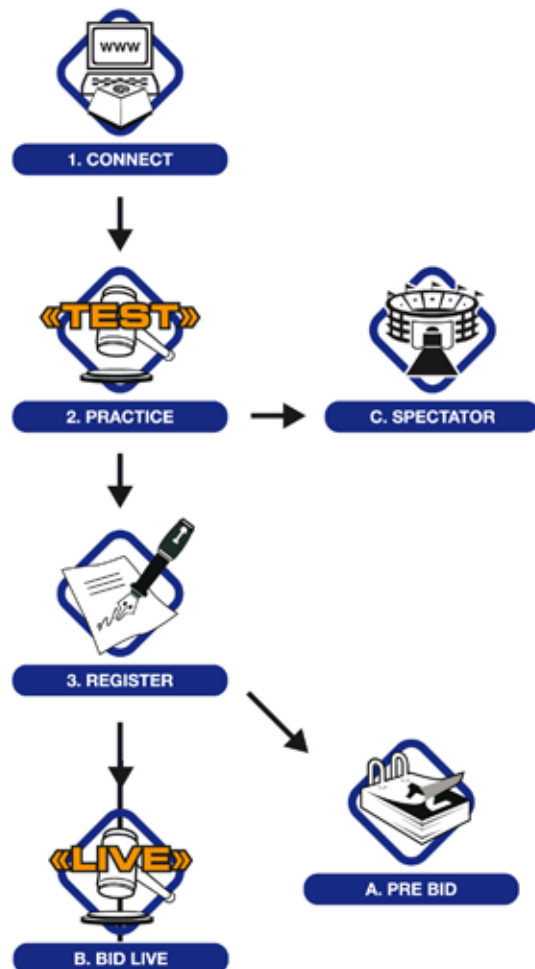 WWW
1. CONNECT
«TEST»
2. PRACTICE
C. SPECTATOR
3. REGISTER
A. PRE BID
«LIVE»
B. BID LIVE